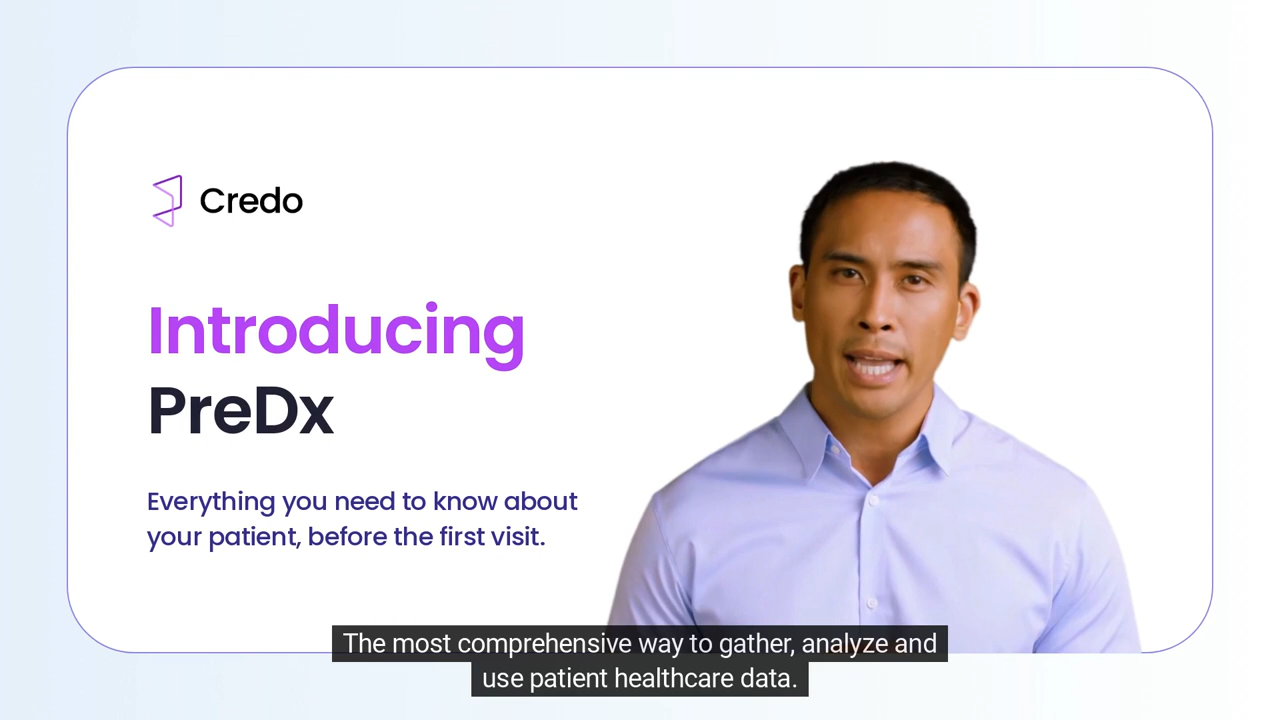 Credo
Introducing
PreDx
Everything you need to know about
your patient, before the first visit.
The most comprehensive way to gather, analyze and
use patient healthcare data.